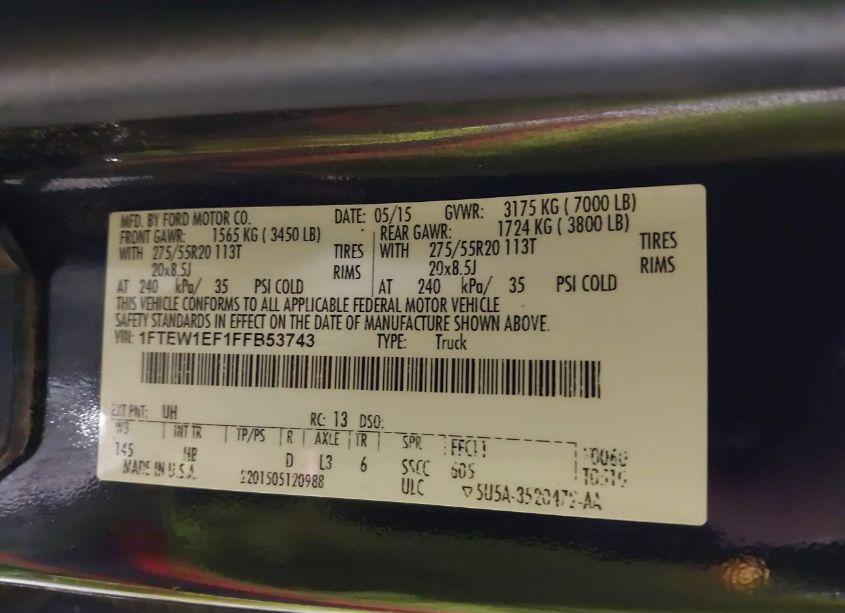 MFD. BY FORD MOTOR CO. DATE: 05/15 GVWR: 3175 KG ( 7000 LB)
FRONT GAWR: 1565 KG ( 3450 LB) REAR GAWR: 1724 KG ( 3800 LB)
WITH 275/55R20 113T TIRES WITH 275/55R20 113T TIRES
20x8.5J RIMS 20x8.5J RIMS
AT 240 kPa/ 35 PSI COLD AT 240 kPa/ 35 PSI COLD
THIS VEHICLE CONFORMS TO ALL APPLICABLE FEDERAL MOTOR VEHICLE
SAFETY STANDARDS IN EFFECT ON THE DATE OF MANUFACTURE SHOWN ABOVE.
VIN: 1FTEW1EF1FFB53743 TYPE: Truck
EXT PNT: UH RC: 13 DSO:
WB INT TR TP/PS R AXLE TR SPR
145 HB D L3 6 SSCC
MADE IN U.S.A. ULC